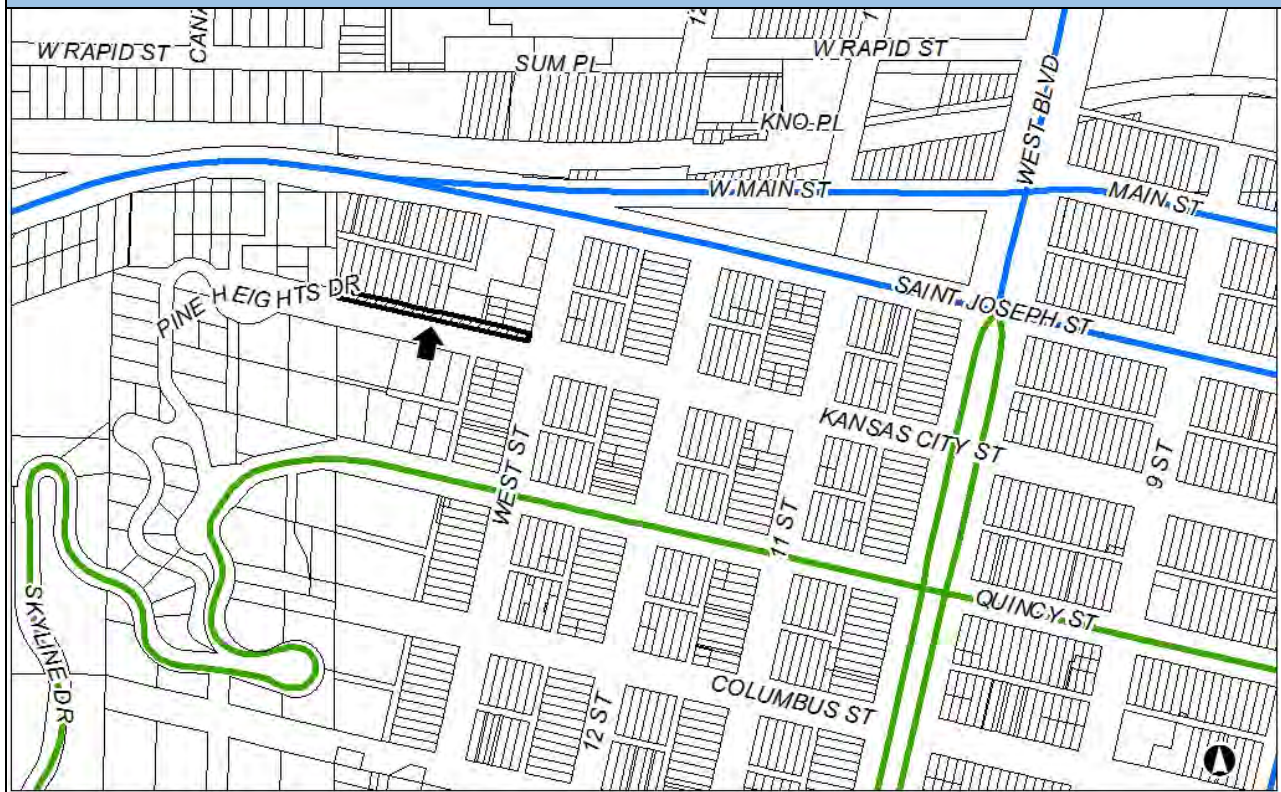 W RAPID ST
W RAPID ST
SUM PL
KNO PL
WEST BLVD
W MAIN ST
MAIN ST
PINE HEIGHTS DR
SAINT JOSEPH ST
KANSAS CITY ST
9 ST
WEST ST
11 ST
QUINCY ST
SKYLINE DR
COLUMBUS ST
12 ST